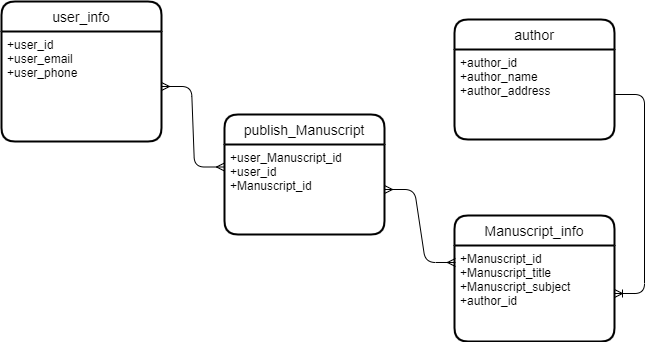 user_info
+user_id
+user_email
+user_phone
author
+author_id
+author_name
+author_address
publish_Manuscript
+user_Manuscript_id
+user_id
+Manuscript_id
Manuscript_info
+Manuscript_id
+Manuscript_title
+Manuscript_subject
+author_id